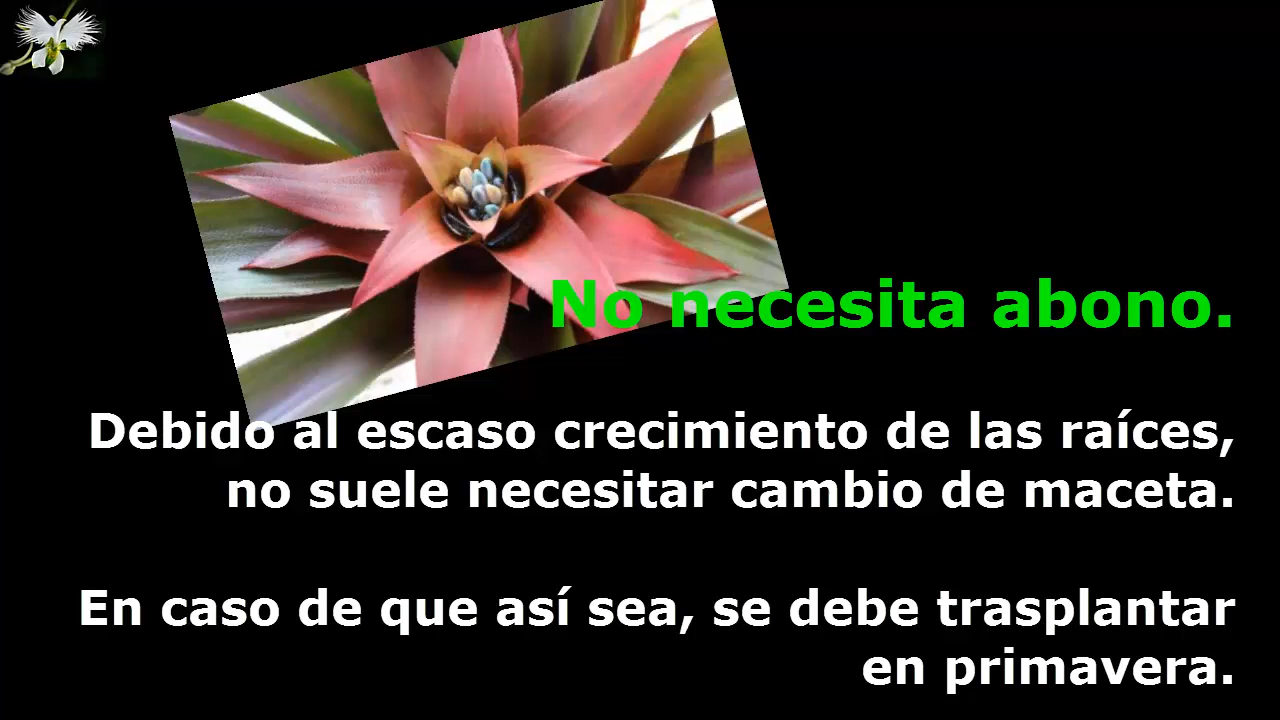 No necesita abono.
Debido al escaso crecimiento de las raíces,
no suele necesitar cambio de maceta.
En caso de que así sea, se debe trasplantar
en primavera.